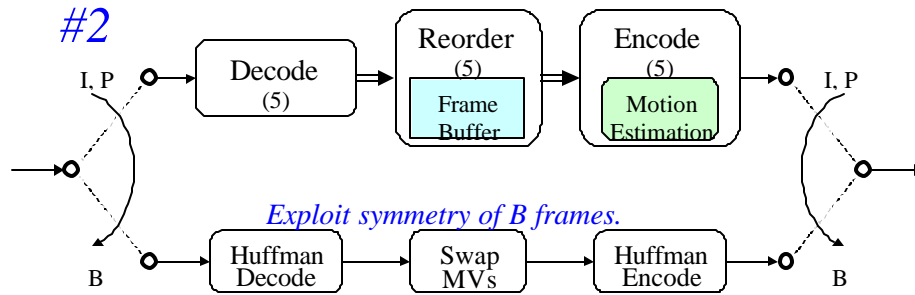 #2
I, P
Decode
(5)
Reorder
(5)
Frame
Buffer
Encode
(5)
Motion
Estimation
I, P
Exploit symmetry of B frames.
B
Huffman
Decode
Swap
MVs
Huffman
Encode
B